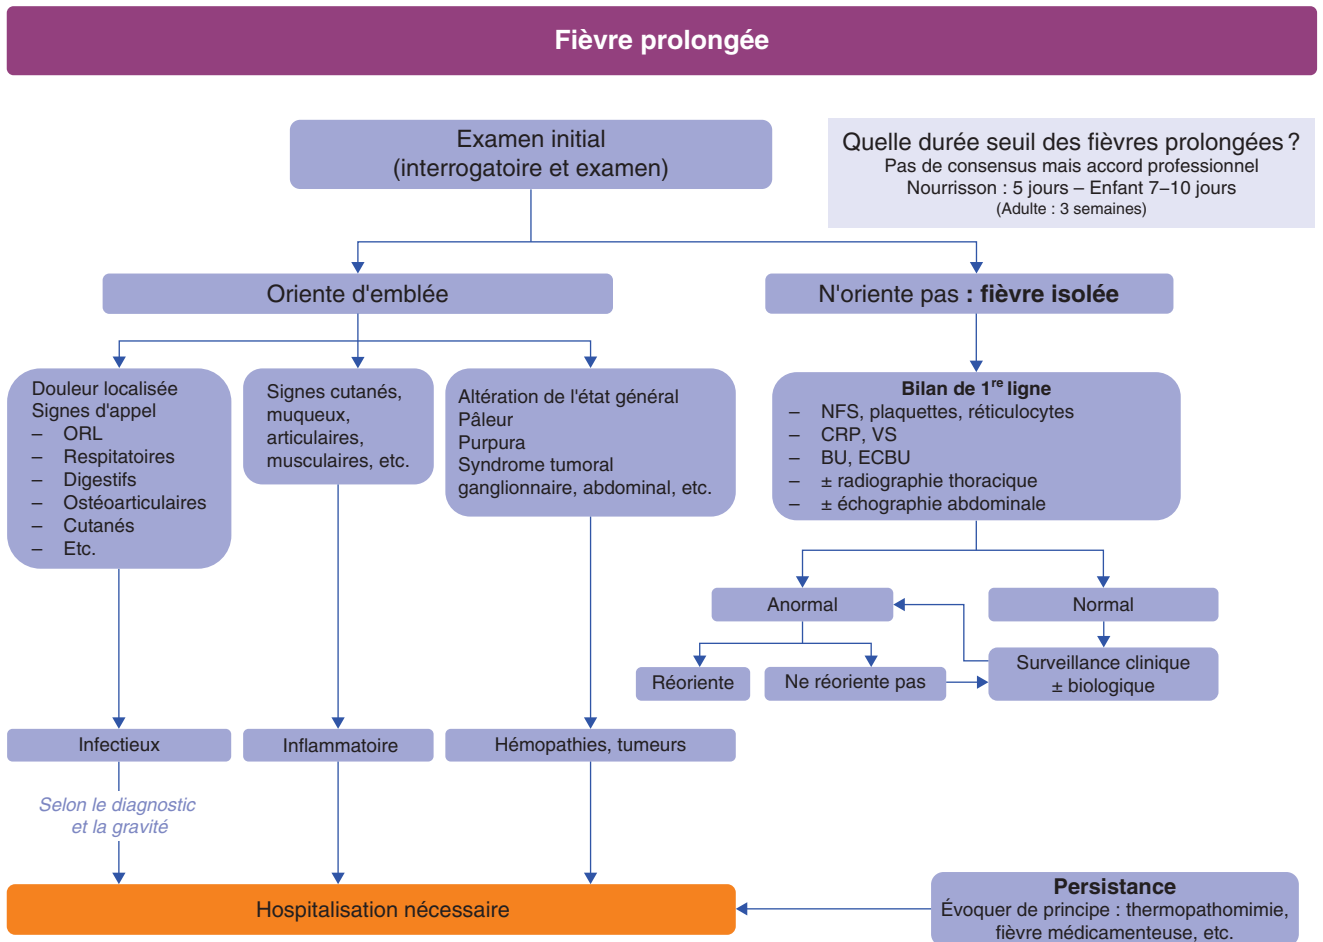 Fièvre prolongée
Examen initial
(interrogatoire et examen)
Quelle durée seuil des fièvres prolongées ?
Pas de consensus mais accord professionnel
Nourrisson : 5 jours – Enfant 7–10 jours
(Adulte : 3 semaines)
Oriente d'emblée
N'oriente pas : fièvre isolée
Douleur localisée
Signes d'appel
– ORL
– Respitatoires
– Digestifs
– Ostéoarticulaires
– Cutanés
– Etc.
Signes cutanés,
muqueux,
articulaires,
musculaires, etc.
Altération de l'état général
Pâleur
Purpura
Syndrome tumoral
ganglionnaire, abdominal, etc.
Bilan de 1re ligne
– NFS, plaquettes, réticulocytes
– CRP, VS
– BU, ECBU
– ± radiographie thoracique
– ± échographie abdominale
Anormal
Normal
Réoriente
Ne réoriente pas
Surveillance clinique
± biologique
Infectieux
Inflammatoire
Hémopathies, tumeurs
Selon le diagnostic
et la gravité
Hospitalisation nécessaire
Persistance
Évoquer de principe : thermopathomimie,
fièvre médicamenteuse, etc.